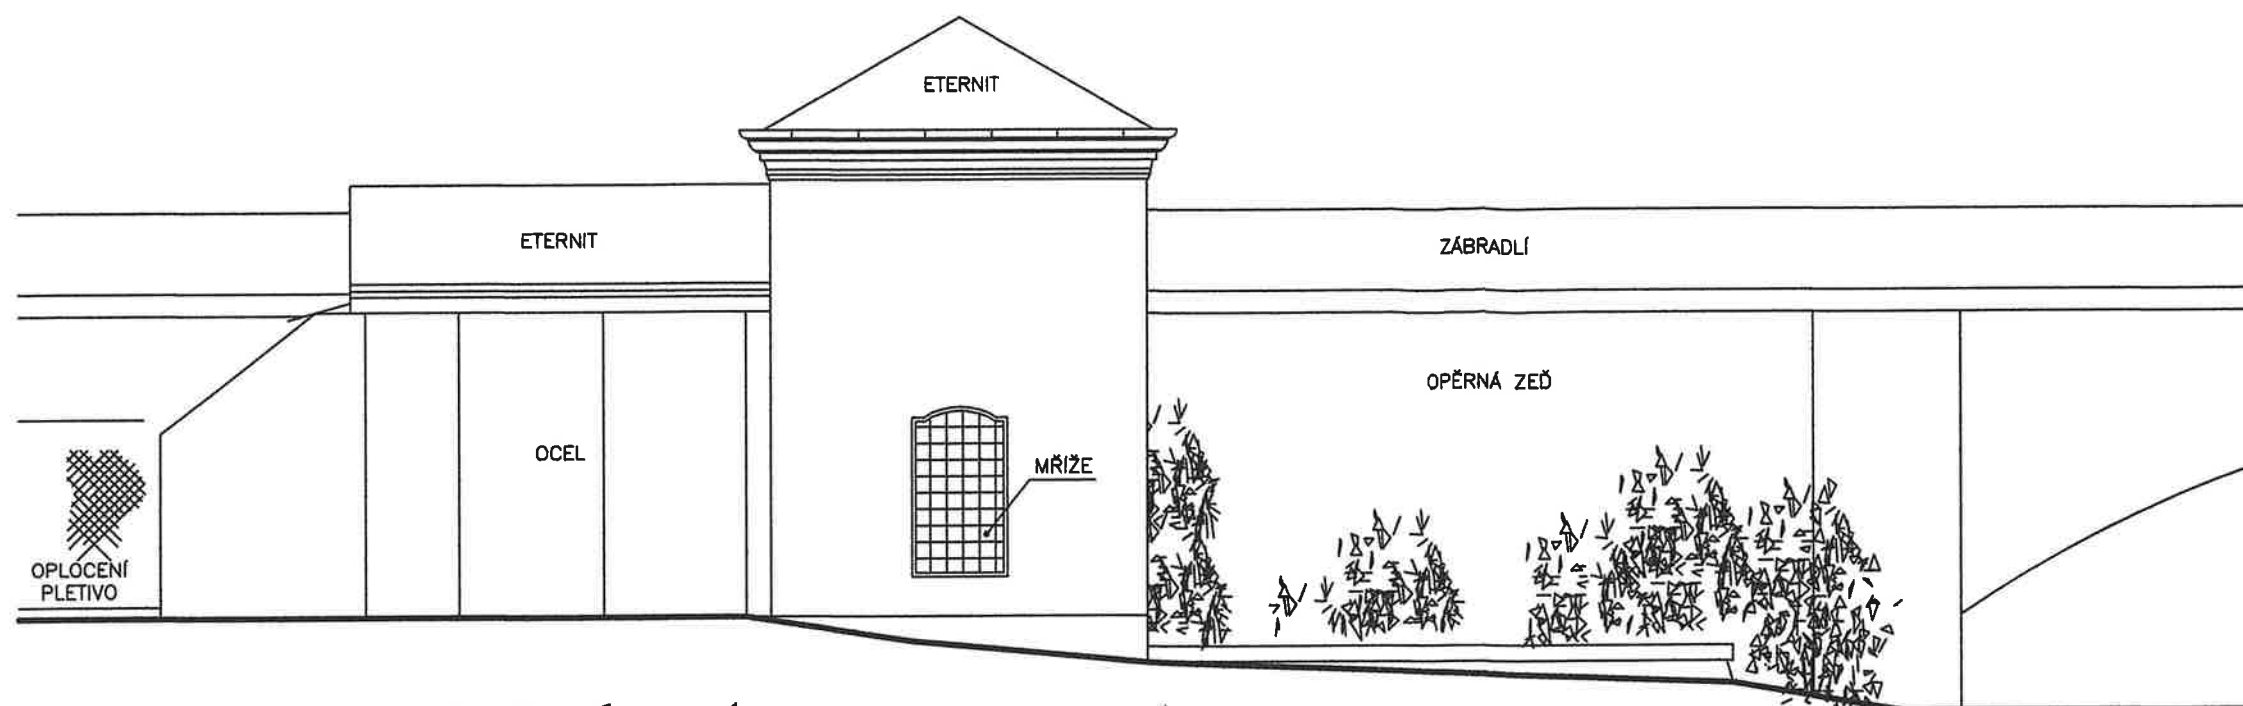 ETERNIT
ETERNIT
ZÁBRADLÍ
OPĚRNÁ ZEĎ
OCEL
MŘÍŽE
OPLOCENÍ
PLETIVO